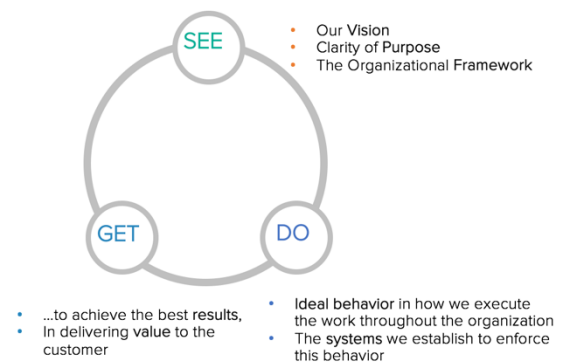 SEE
• Our Vision
• Clarity of Purpose
• The Organizational Framework
GET
DO
• ...to achieve the best results,
• In delivering value to the
customer
• Ideal behavior in how we execute
the work throughout the organization
• The systems we establish to enforce
this behavior